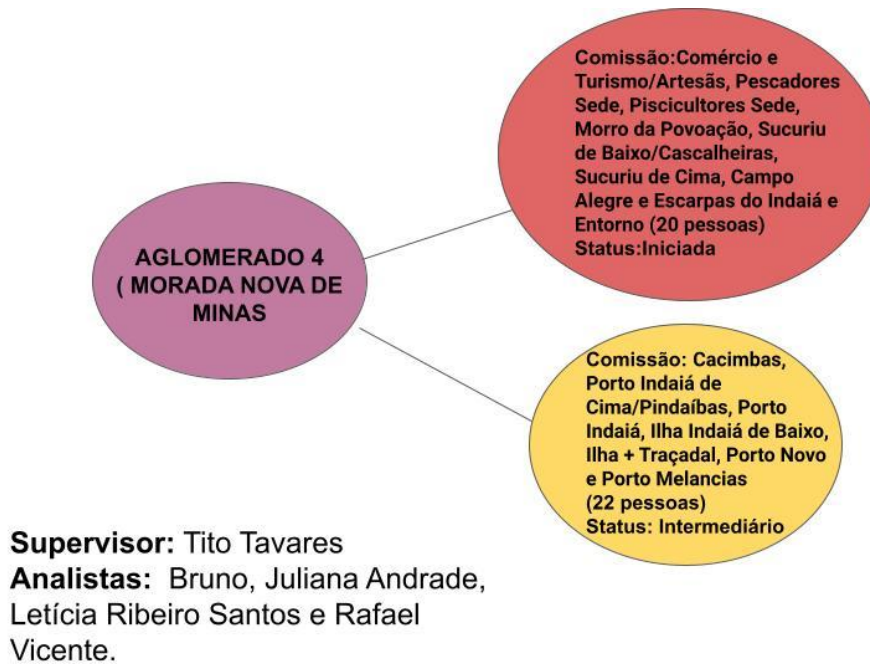 Comissão:Comércio e
Turismo/Artesãs, Pescadores
Sede, Piscicultores Sede,
Morro da Povoação, Sucuriu
de Baixo/Cascalheiras,
Sucuriu de Cima, Campo
Alegre e Escarpas do Indaiá e
Entorno (20 pessoas)
Status:Iniciada
AGLOMERADO 4
( MORADA NOVA DE
MINAS
Comissão: Cacimbas,
Porto Indaiá de
Cima/Pindaíbas, Porto
Indaiá, Ilha Indaiá de Baixo,
Ilha + Traçadal, Porto Novo
e Porto Melancias
(22 pessoas)
Status: Intermediário
Supervisor: Tito Tavares
Analistas: Bruno, Juliana Andrade,
Letícia Ribeiro Santos e Rafael
Vicente.